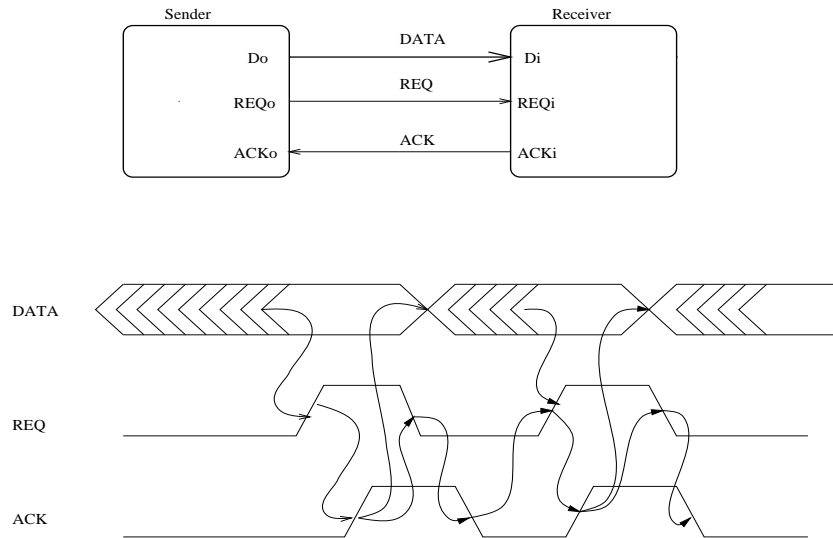 Sender Receiver
Do DATA Di
REQo REQ REQi
ACKo ACK ACKi
DATA
REQ
ACK